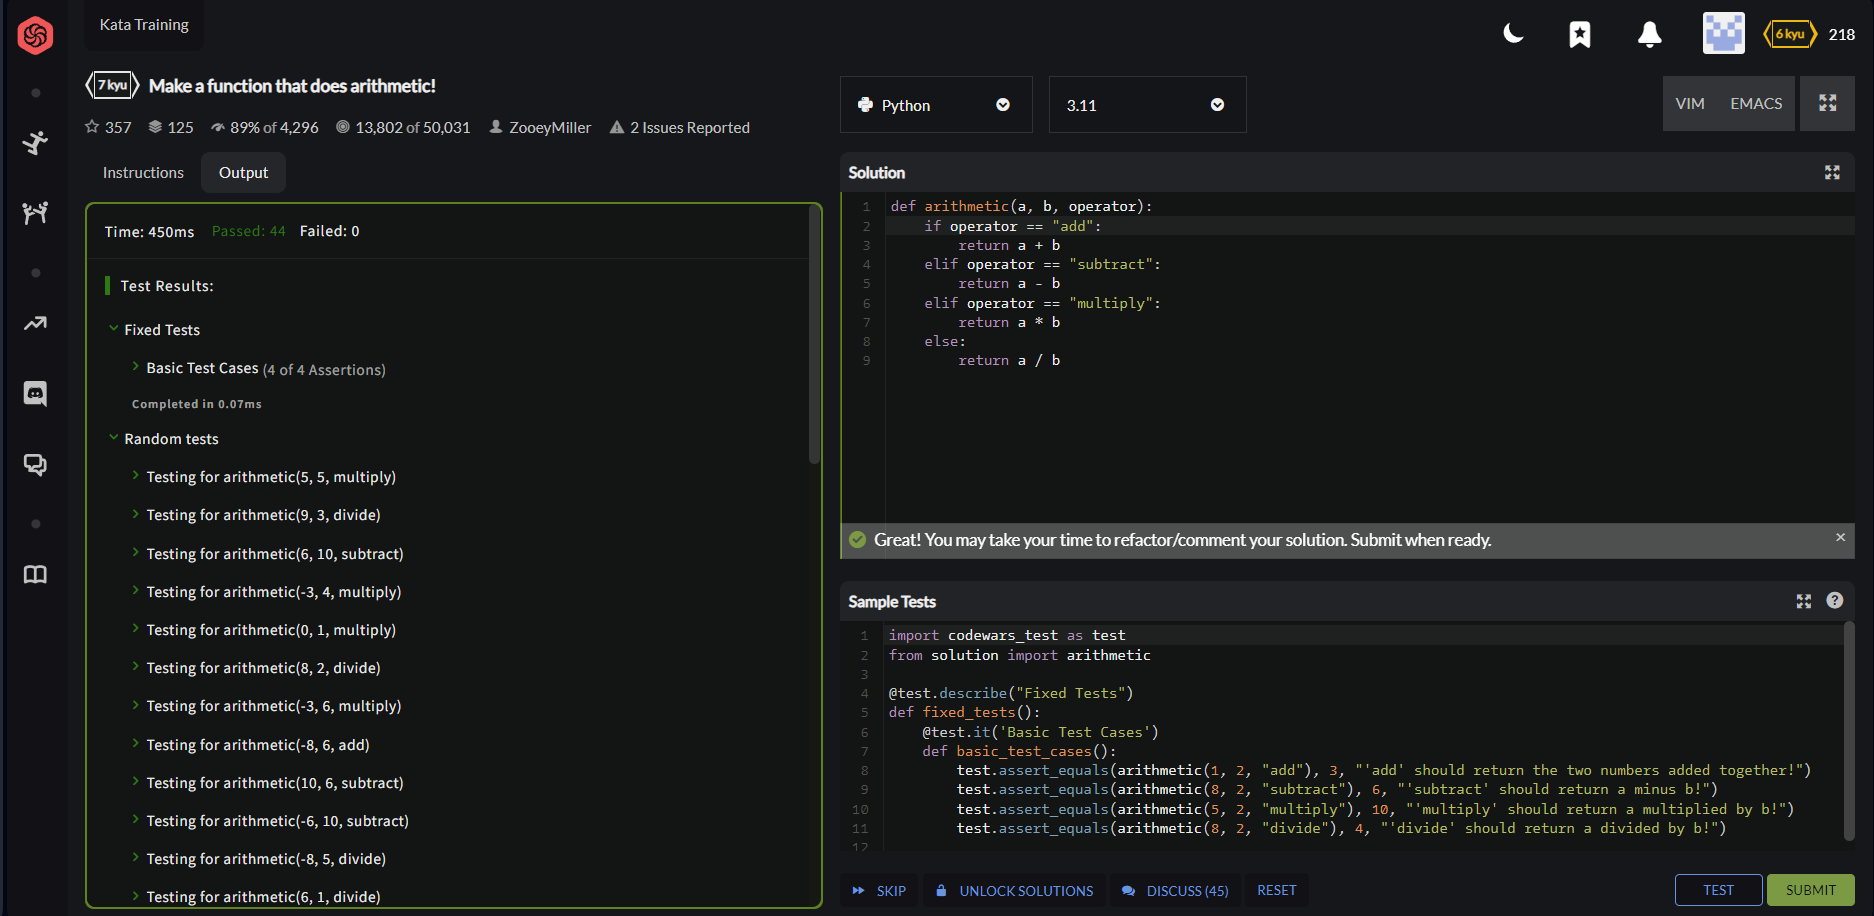 Kata Training
6 kyu 218
7 kyu Make a function that does arithmetic!
357 125 89% of 4,296 13,802 of 50,031 ZooeyMiller 2 Issues Reported
Instructions Output
Time: 450ms Passed: 44 Failed: 0
Test Results:
Fixed Tests
Basic Test Cases (4 of 4 Assertions)
Completed in 0.07ms
Random tests
Testing for arithmetic(5, 5, multiply)
Testing for arithmetic(9, 3, divide)
Testing for arithmetic(6, 10, subtract)
Testing for arithmetic(-3, 4, multiply)
Testing for arithmetic(0, 1, multiply)
Testing for arithmetic(8, 2, divide)
Testing for arithmetic(-3, 6, multiply)
Testing for arithmetic(-8, 6, add)
Testing for arithmetic(10, 6, subtract)
Testing for arithmetic(-6, 10, subtract)
Testing for arithmetic(-8, 5, divide)
Testing for arithmetic(6, 1, divide)
Python 3.11 VIM EMACS
Solution
1 def arithmetic(a, b, operator):
2     if operator == "add":
3         return a + b
4     elif operator == "subtract":
5         return a - b
6     elif operator == "multiply":
7         return a * b
8     else:
9         return a / b
Great! You may take your time to refactor/comment your solution. Submit when ready. ×
Sample Tests ?
1 import codewars_test as test
2 from solution import arithmetic
3
4 @test.describe("Fixed Tests")
5 def fixed_tests():
6     @test.it('Basic Test Cases')
7     def basic_test_cases():
8         test.assert_equals(arithmetic(1, 2, "add"), 3, "'add' should return the two numbers added together!")
9         test.assert_equals(arithmetic(8, 2, "subtract"), 6, "'subtract' should return a minus b!")
10         test.assert_equals(arithmetic(5, 2, "multiply"), 10, "'multiply' should return a multiplied by b!")
11         test.assert_equals(arithmetic(8, 2, "divide"), 4, "'divide' should return a divided by b!")
12
SKIP UNLOCK SOLUTIONS DISCUSS (45) RESET TEST SUBMIT